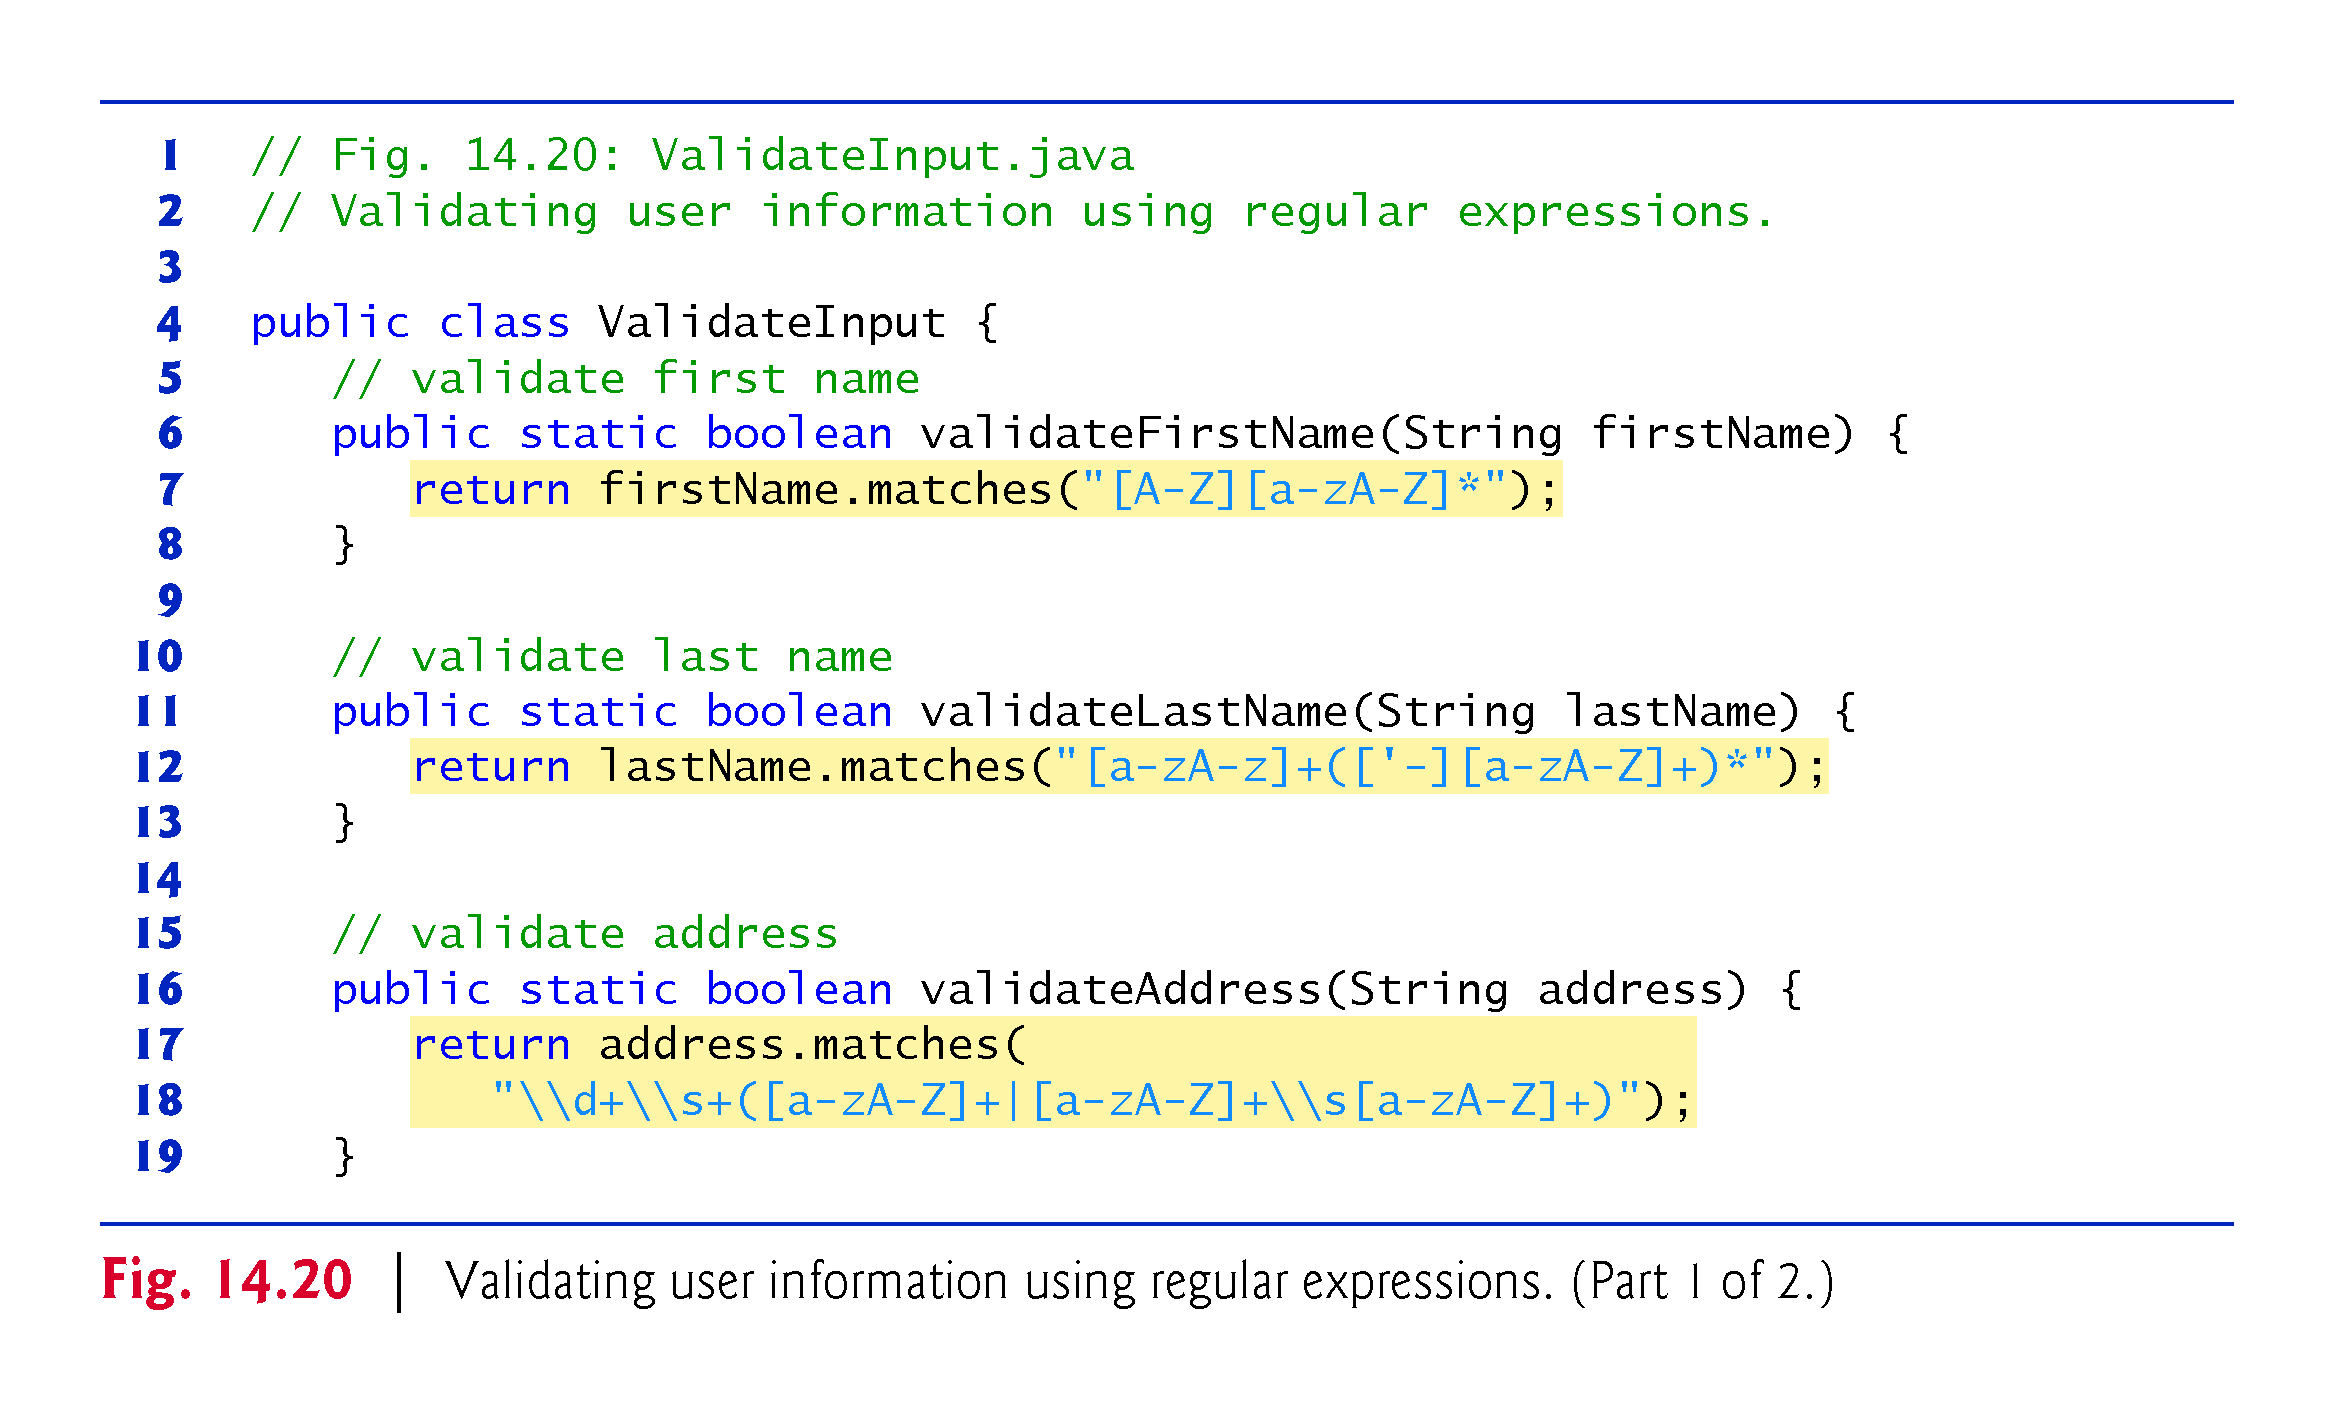 1 // Fig. 14.20: ValidateInput.java
2 // Validating user information using regular expressions.
3
4 public class ValidateInput {
5    // validate first name
6    public static boolean validateFirstName(String firstName) {
7       return firstName.matches("[A-Z][a-zA-Z]*");
8    }
9
10    // validate last name
11    public static boolean validateLastName(String lastName) {
12       return lastName.matches("[a-zA-z]+(['-][a-zA-Z]+)*");
13    }
14
15    // validate address
16    public static boolean validateAddress(String address) {
17       return address.matches(
18          "\\d+\\s+([a-zA-Z]+|[a-zA-Z]+\\s[a-zA-Z]+)");
19    }
Fig. 14.20 | Validating user information using regular expressions. (Part 1 of 2.)